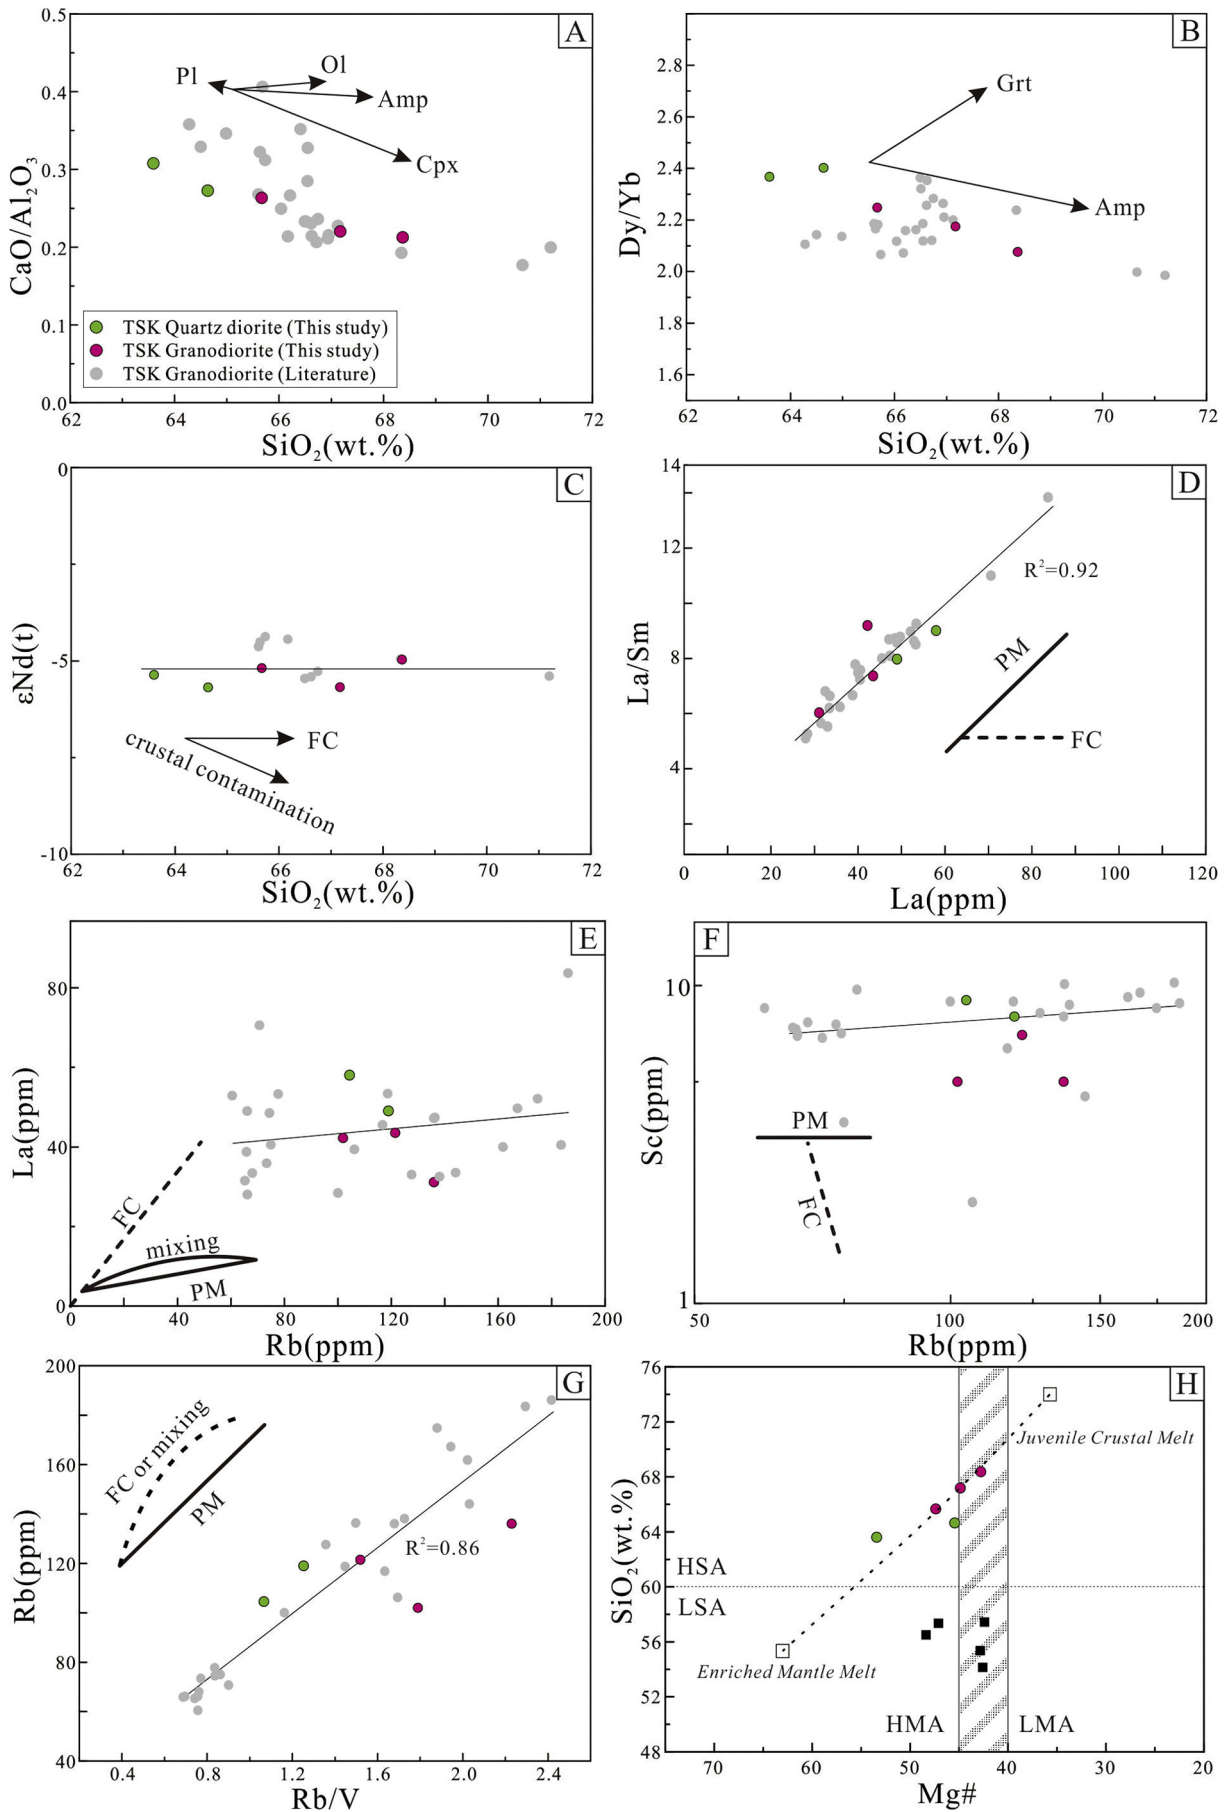 A
0.5
0.4
0.3
0.2
0.1
0.0
CaO/Al₂O₃
Pl
Ol
Amp
Cpx
TSK Quartz diorite (This study)
TSK Granodiorite (This study)
TSK Granodiorite (Literature)
62 64 66 68 70 72
SiO₂(wt.%)
B
2.8
2.6
2.4
2.2
2.0
1.8
1.6
Dy/Yb
Grt
Amp
62 64 66 68 70 72
SiO₂(wt.%)
C
0
-5
-10
εNd(t)
FC
crustal contamination
62 64 66 68 70 72
SiO₂(wt.%)
D
14
12
8
8
4
La/Sm
R²=0.92
PM
FC
0 20 40 60 80 100 120
La(ppm)
E
80
40
0
La(ppm)
FC
mixing
PM
40 80 120 160 200
Rb(ppm)
F
10
1
Sc(ppm)
PM
FC
50 100 150 200
Rb(ppm)
G
200
160
120
80
40
Rb(ppm)
FC or mixing
PM
R²=0.86
0.4 0.8 1.2 1.6 2.0 2.4
Rb/V
H
76
72
68
64
60
56
52
48
SiO₂(wt.%)
Juvenile Crustal Melt
HSA
LSA
Enriched Mantle Melt
HMA
LMA
70 60 50 40 30 20
Mg#